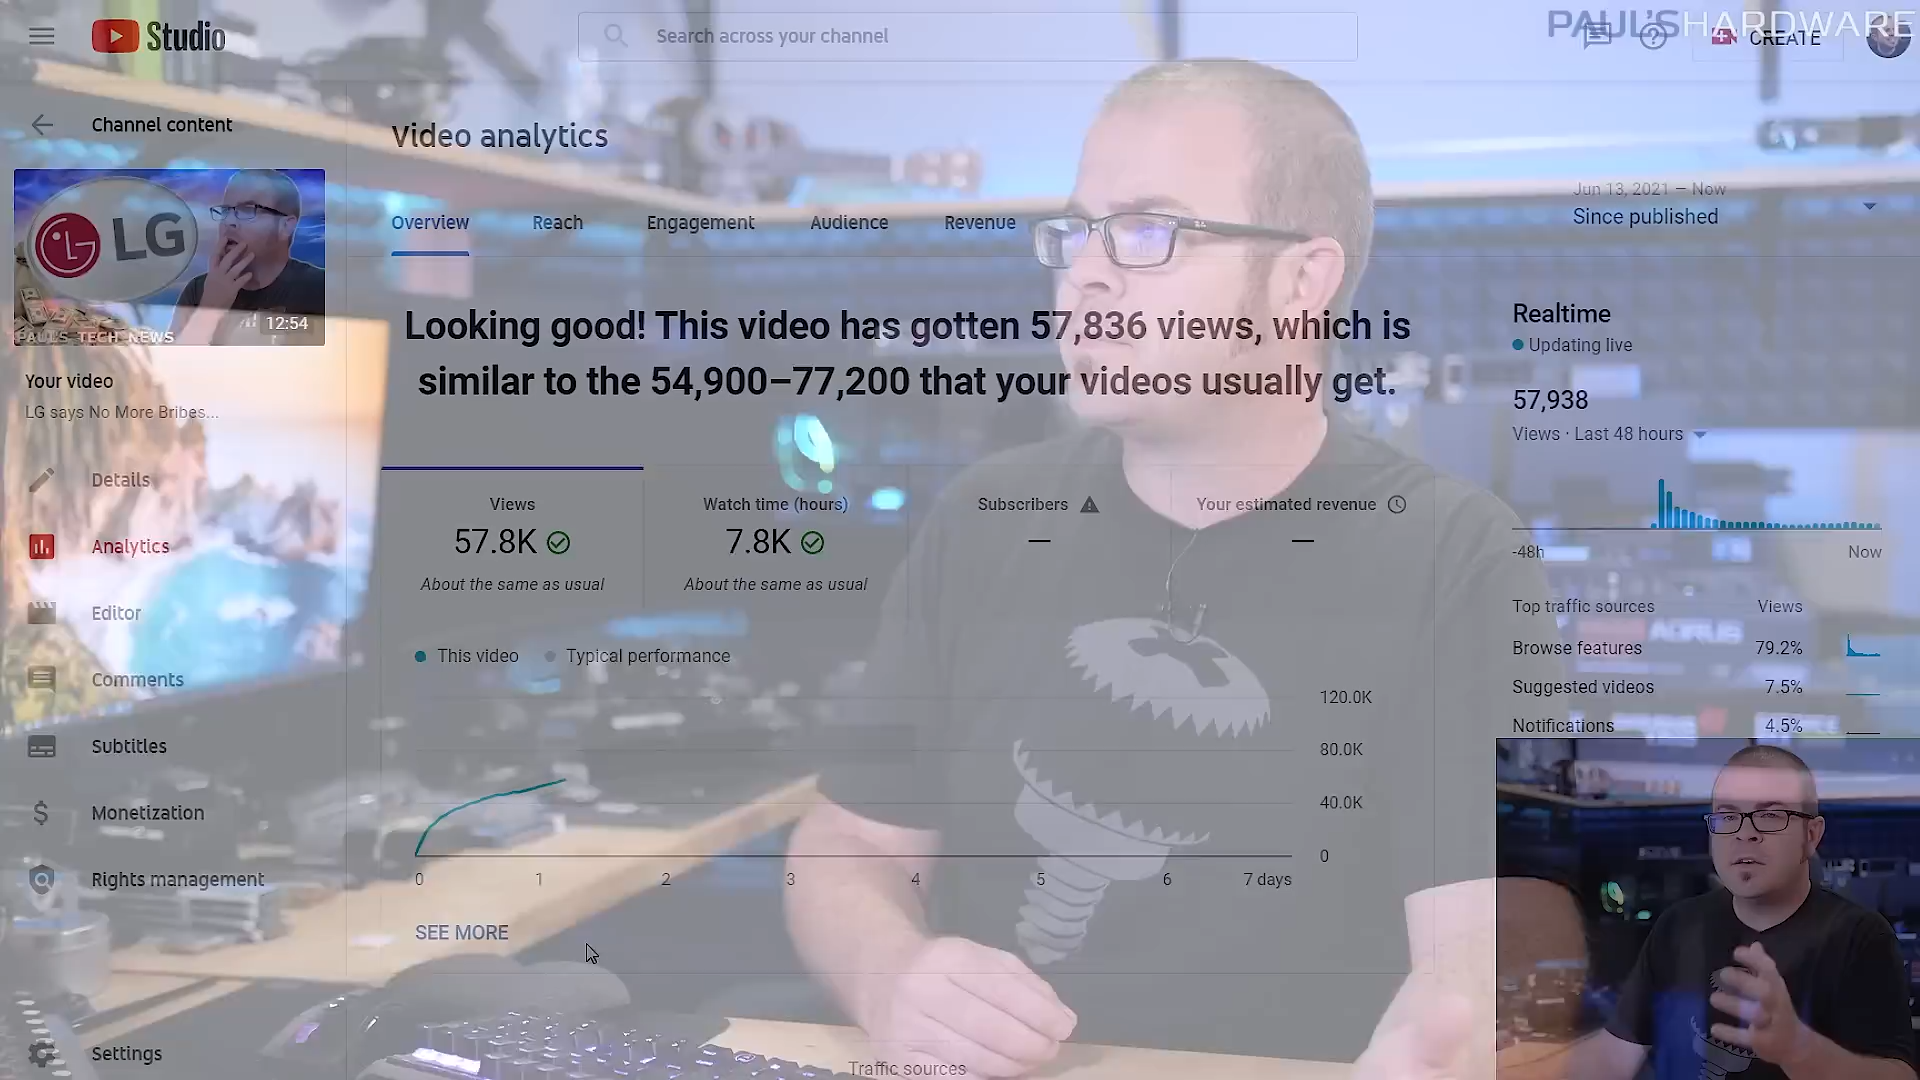 PAUL'SHARDWARE
Studio
Search across your channel
CREATE
Channel content
LG
PAUL'S TECH NEWS
12:54
Your video
LG says No More Bribes...
Details
Analytics
Editor
Comments
Subtitles
Monetization
Rights management
Settings
Video analytics
Overview
Reach
Engagement
Audience
Revenue
Jun 13, 2021 – Now
Since published
Looking good! This video has gotten 57,836 views, which is
similar to the 54,900–77,200 that your videos usually get.
Views
57.8K
About the same as usual
Watch time (hours)
7.8K
About the same as usual
Subscribers
—
Your estimated revenue
—
This video
Typical performance
120.0K
80.0K
40.0K
0
0 1 2 3 4 5 6 7 days
SEE MORE
Traffic sources
Realtime
Updating live
57,938
Views · Last 48 hours
-48h
Now
Top traffic sources Views
Browse features 79.2%
Suggested videos 7.5%
Notifications 4.5%
AORUS